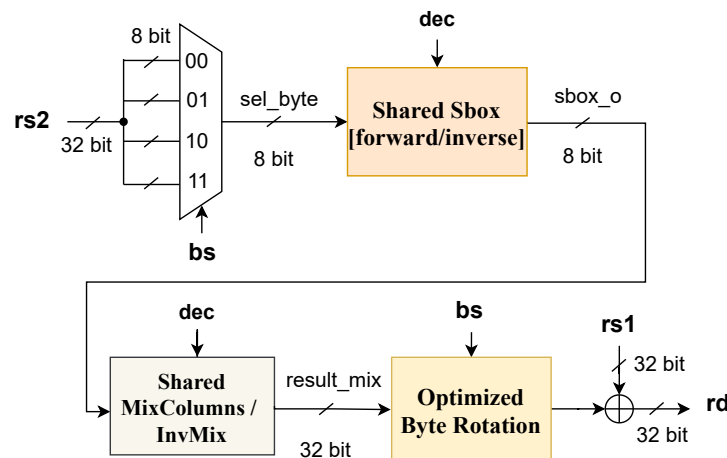 dec
8 bit
00
01
10
11
rs2
32 bit
sel_byte
8 bit
Shared Sbox
[forward/inverse]
sbox_o
8 bit
bs
dec
bs
rs1
32 bit
Shared
MixColumns /
InvMix
result_mix
32 bit
Optimized
Byte Rotation
rd
32 bit